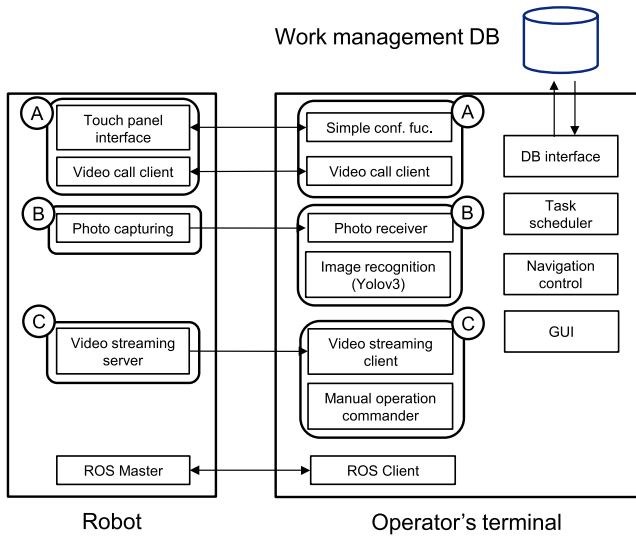 Work management DB
A
Touch panel
interface
Video call client
B
Photo capturing
C
Video streaming
server
ROS Master
Robot
A
Simple conf. fuc.
Video call client
B
Photo receiver
Image recognition
(Yolov3)
C
Video streaming
client
Manual operation
commander
ROS Client
DB interface
Task
scheduler
Navigation
control
GUI
Operator's terminal